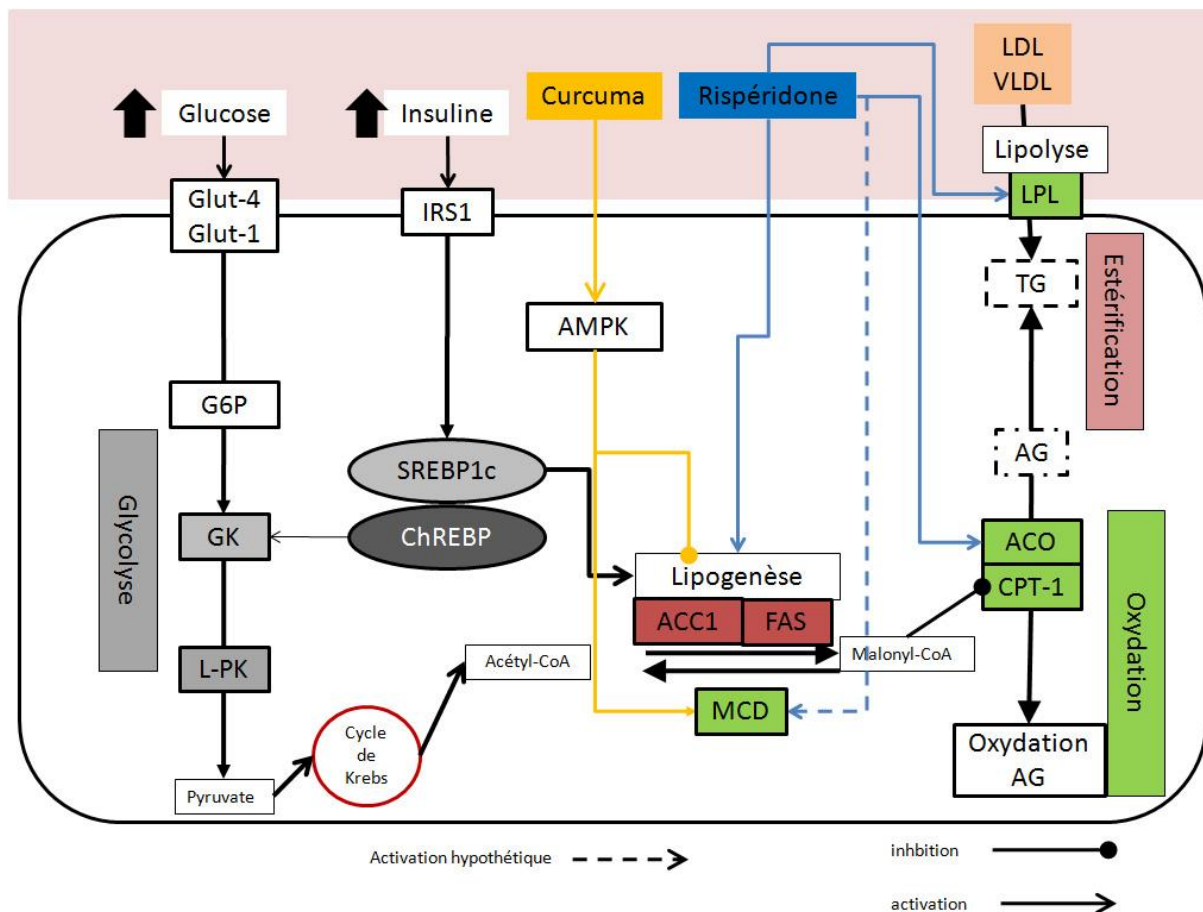 LDL
VLDL
Glucose
Insuline
Curcuma
Rispéridone
Lipolyse
Glut-4
Glut-1
IRS1
LPL
Estérification
TG
AMPK
G6P
AG
SREBP1c
Glycolyse
GK
ChREBP
ACO
Oxydation
Lipogenèse
CPT-1
ACC1
FAS
L-PK
Acétyl-CoA
Malonyl-CoA
MCD
Cycle
de
Krebs
Oxydation
AG
Pyruvate
Activation hypothétique
inhbition
activation